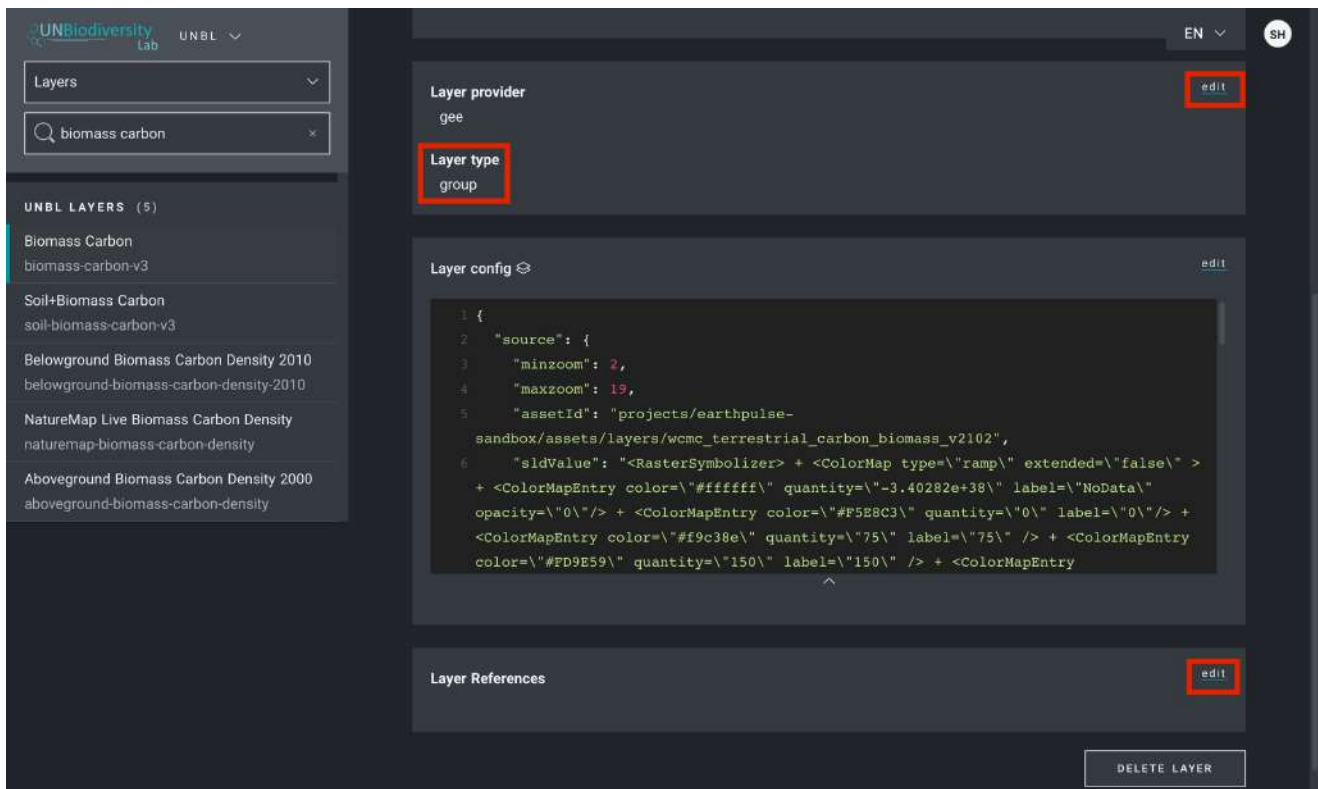 UNBiodiversity Lab UNBL
EN
SH
Layers
biomass carbon ×
UNBL LAYERS (5)
Biomass Carbon
biomass-carbon-v3
Soil+Biomass Carbon
soil-biomass-carbon-v3
Belowground Biomass Carbon Density 2010
belowground-biomass-carbon-density-2010
NatureMap Live Biomass Carbon Density
naturemap-biomass-carbon-density
Aboveground Biomass Carbon Density 2000
aboveground-biomass-carbon-density
Layer provider
edit
gee
Layer type
group
Layer config
edit
1 {
2 "source": {
3 "minzoom": 2,
4 "maxzoom": 19,
5 "assetId": "projects/earthpulse-
sandbox/assets/layers/wcmc_terrestrial_carbon_biomass_v2102",
6 "sldValue": "<RasterSymbolizer> + <ColorMap type=\"ramp\" extended=\"false\" >
+ <ColorMapEntry color=\"#ffffff\" quantity=\"-3.40282e+38\" label=\"NoData\"
opacity=\"0\"/> + <ColorMapEntry color=\"#F5E8C3\" quantity=\"0\" label=\"0\"/> +
<ColorMapEntry color=\"#f9c38e\" quantity=\"75\" label=\"75\" /> + <ColorMapEntry
color=\"#FD9E59\" quantity=\"150\" label=\"150\" /> + <ColorMapEntry
Layer References
edit
DELETE LAYER